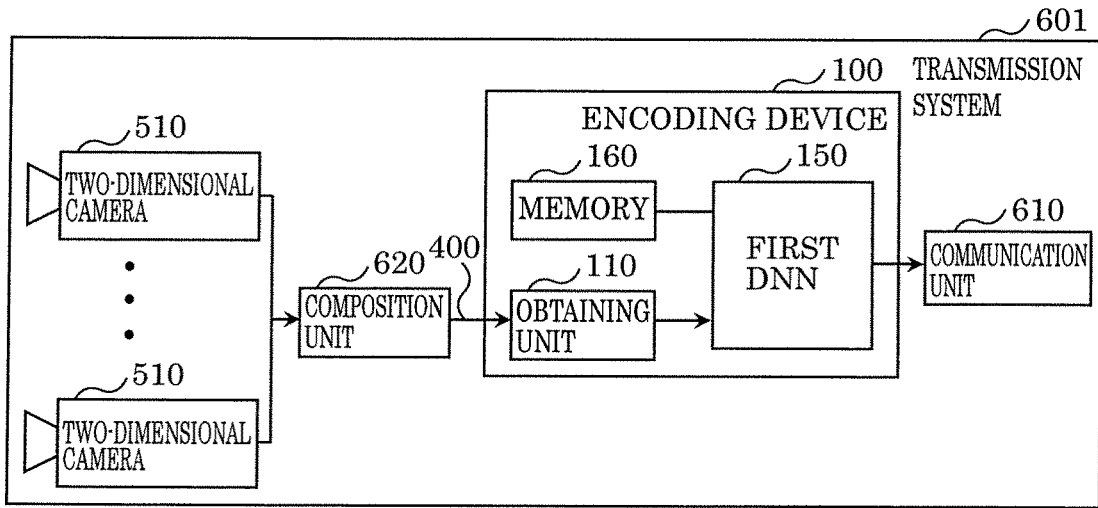 601
TRANSMISSION
SYSTEM
100
ENCODING DEVICE
510
TWO-DIMENSIONAL
CAMERA
160
MEMORY
150
FIRST
DNN
610
COMMUNICATION
UNIT
620
COMPOSITION
UNIT
400
110
OBTAINING
UNIT
510
TWO-DIMENSIONAL
CAMERA